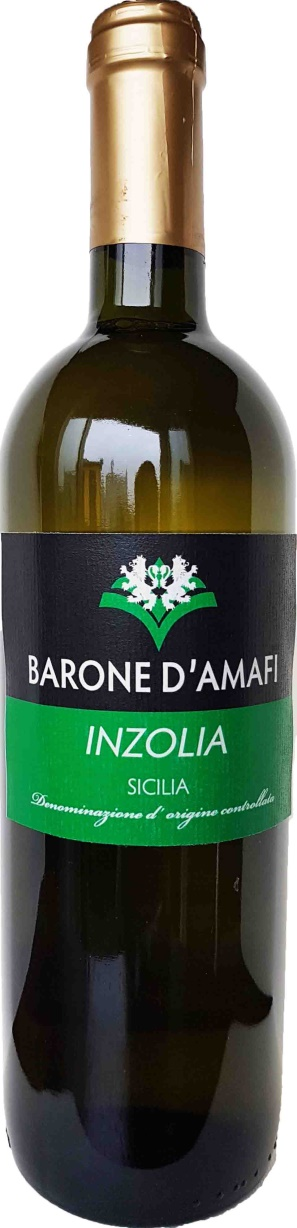 BARONE D'AMAFI
INZOLIA
SICILIA
Denominazione d' origine controllata